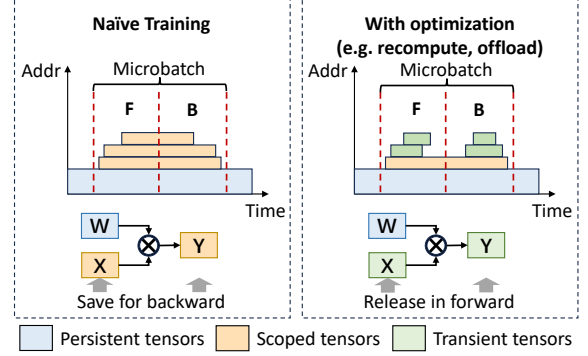 Naïve Training
Addr
Microbatch
F
B
Time
W
X
Y
Save for backward
With optimization
(e.g. recompute, offload)
Addr
Microbatch
F
B
Time
W
X
Y
Release in forward
Persistent tensors
Scoped tensors
Transient tensors